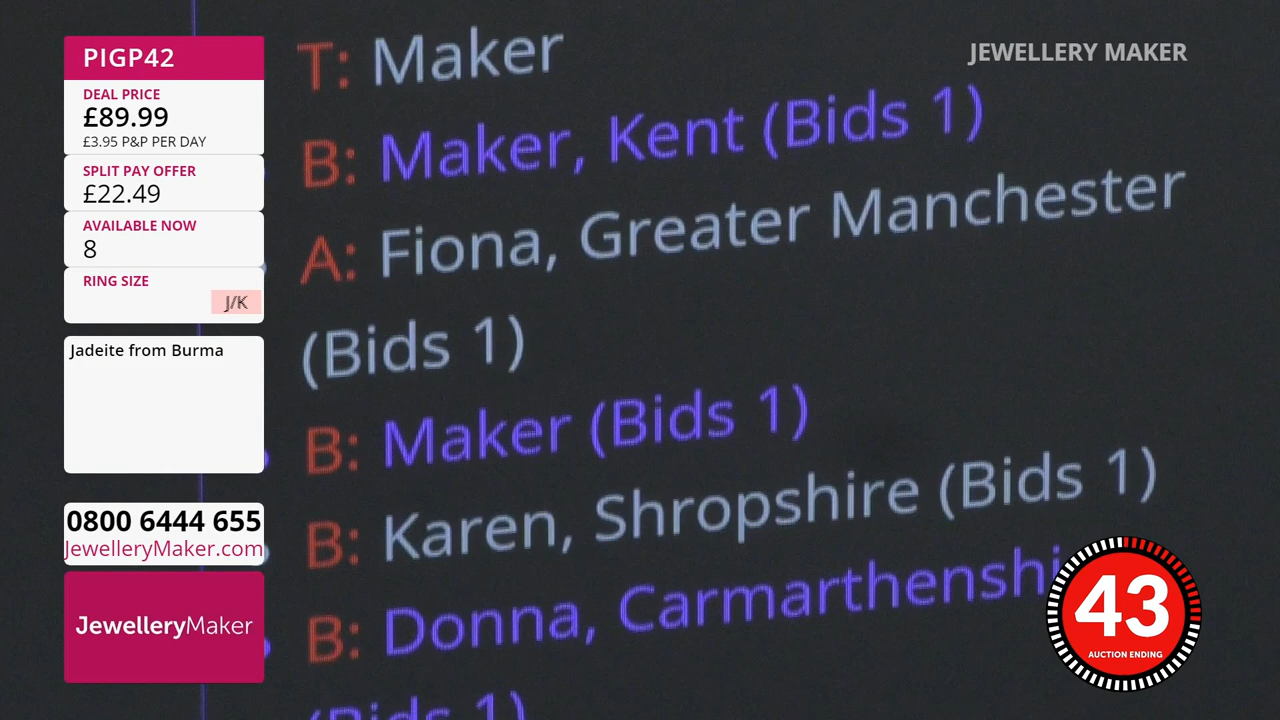 PIGP42
DEAL PRICE
£89.99
£3.95 P&P PER DAY
SPLIT PAY OFFER
£22.49
AVAILABLE NOW
8
RING SIZE
J/K
Jadeite from Burma
0800 6444 655
JewelleryMaker.com
JewelleryMaker
JEWELLERY MAKER
T: Maker
B: Maker, Kent (Bids 1)
A: Fiona, Greater Manchester
(Bids 1)
B: Maker (Bids 1)
B: Karen, Shropshire (Bids 1)
B: Donna, Carmarthenshi
(Bids 1)
43
AUCTION ENDING